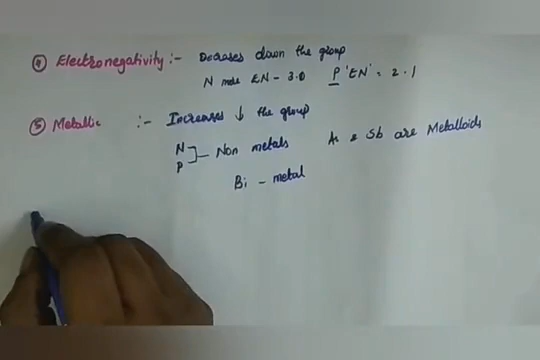 ④ Electronegativity :- Decreases down the group
N more EN - 3.0 P 'EN' = 2.1
⑤ Metallic :- Increases ↓ the group
N
P ]— Non metals As & Sb are Metalloids
Bi - metal